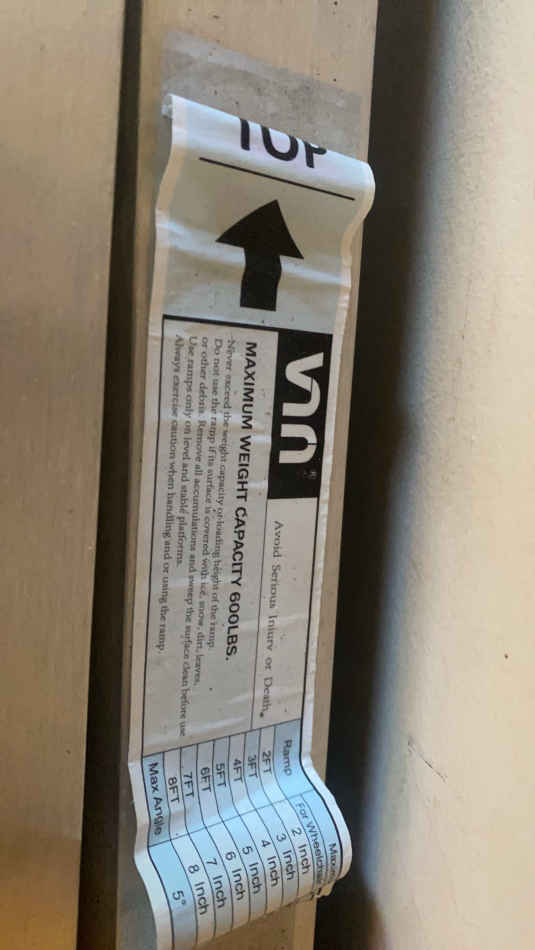 TOP
Avoid Serious Injury or Death.
MAXIMUM WEIGHT CAPACITY 600LBS.
Never exceed the weight capacity or loading height of the ramp.
Do not use the ramp if its surface is covered with ice, snow, dirt, leaves,
or other debris. Remove all accumulations and sweep the surface clean before use
Use ramps only on level and stable platforms.
Always exercise caution when handling and or using the ramp.
Ramp
For
2FT 2 Inch
3FT 3 Inch
4FT 4 Inch
5FT 5 Inch
6FT 6 Inch
7FT 7 Inch
8FT 8 Inch
Max Angle 5°